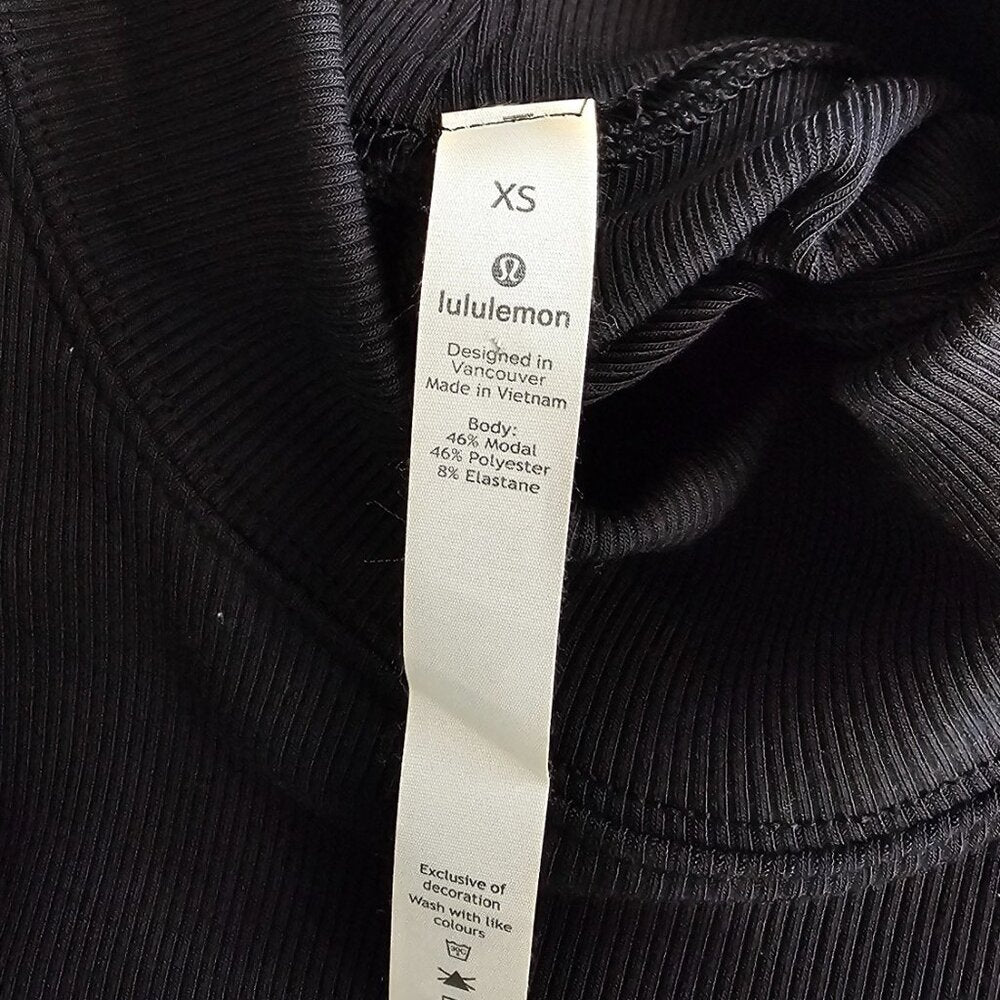 XS
lululemon
Designed in
Vancouver
Made in Vietnam
Body:
46% Modal
46% Polyester
8% Elastane
Exclusive of
decoration
Wash with like
colours
30C